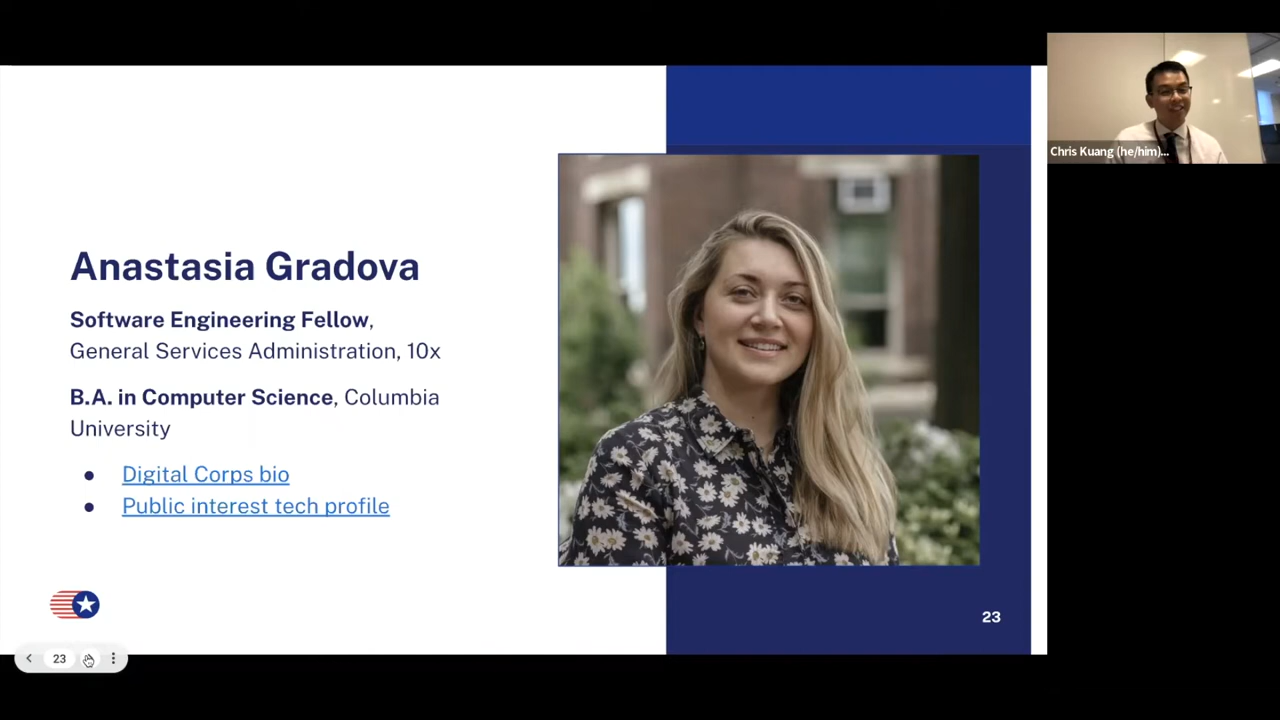 Anastasia Gradova
Software Engineering Fellow,
General Services Administration, 10x
B.A. in Computer Science, Columbia
University
Digital Corps bio
Public interest tech profile
23
23
Chris Kuang (he/him)...